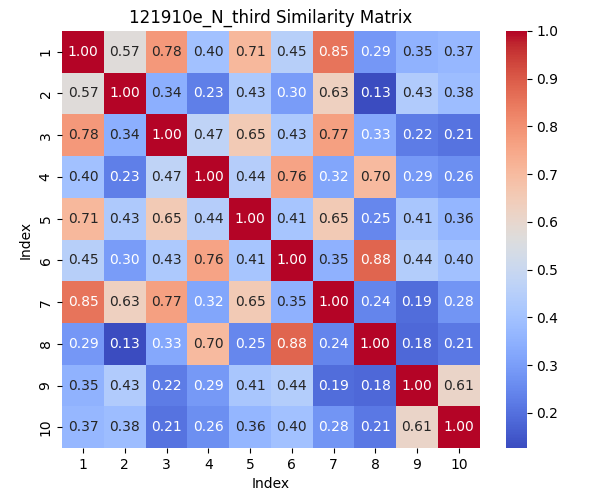 121910e_N_third Similarity Matrix
1 1.00 0.57 0.78 0.40 0.71 0.45 0.85 0.29 0.35 0.37
2 0.57 1.00 0.34 0.23 0.43 0.30 0.63 0.13 0.43 0.38
3 0.78 0.34 1.00 0.47 0.65 0.43 0.77 0.33 0.22 0.21
4 0.40 0.23 0.47 1.00 0.44 0.76 0.32 0.70 0.29 0.26
5 0.71 0.43 0.65 0.44 1.00 0.41 0.65 0.25 0.41 0.36
6 0.45 0.30 0.43 0.76 0.41 1.00 0.35 0.88 0.44 0.40
7 0.85 0.63 0.77 0.32 0.65 0.35 1.00 0.24 0.19 0.28
8 0.29 0.13 0.33 0.70 0.25 0.88 0.24 1.00 0.18 0.21
9 0.35 0.43 0.22 0.29 0.41 0.44 0.19 0.18 1.00 0.61
10 0.37 0.38 0.21 0.26 0.36 0.40 0.28 0.21 0.61 1.00
1 2 3 4 5 6 7 8 9 10
Index
Index
1.0
0.9
0.8
0.7
0.6
0.5
0.4
0.3
0.2